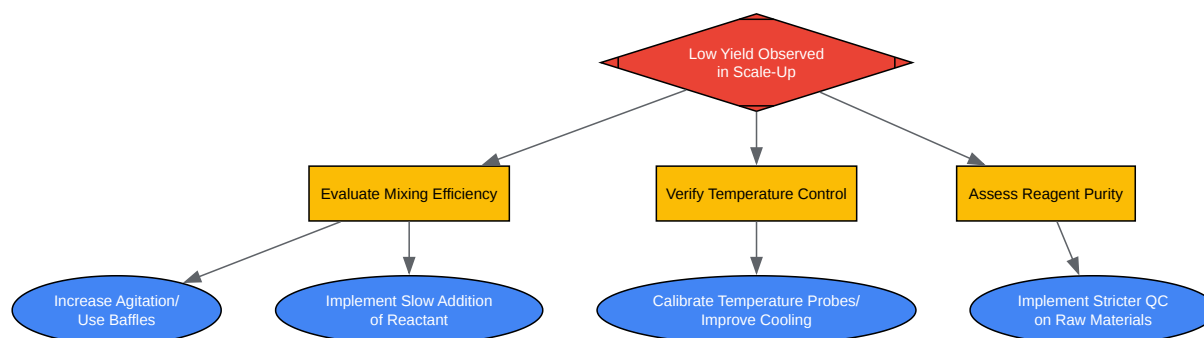 Low Yield Observed
in Scale-Up
Evaluate Mixing Efficiency
Verify Temperature Control
Assess Reagent Purity
Increase Agitation/
Use Baffles
Implement Slow Addition
of Reactant
Calibrate Temperature Probes/
Improve Cooling
Implement Stricter QC
on Raw Materials